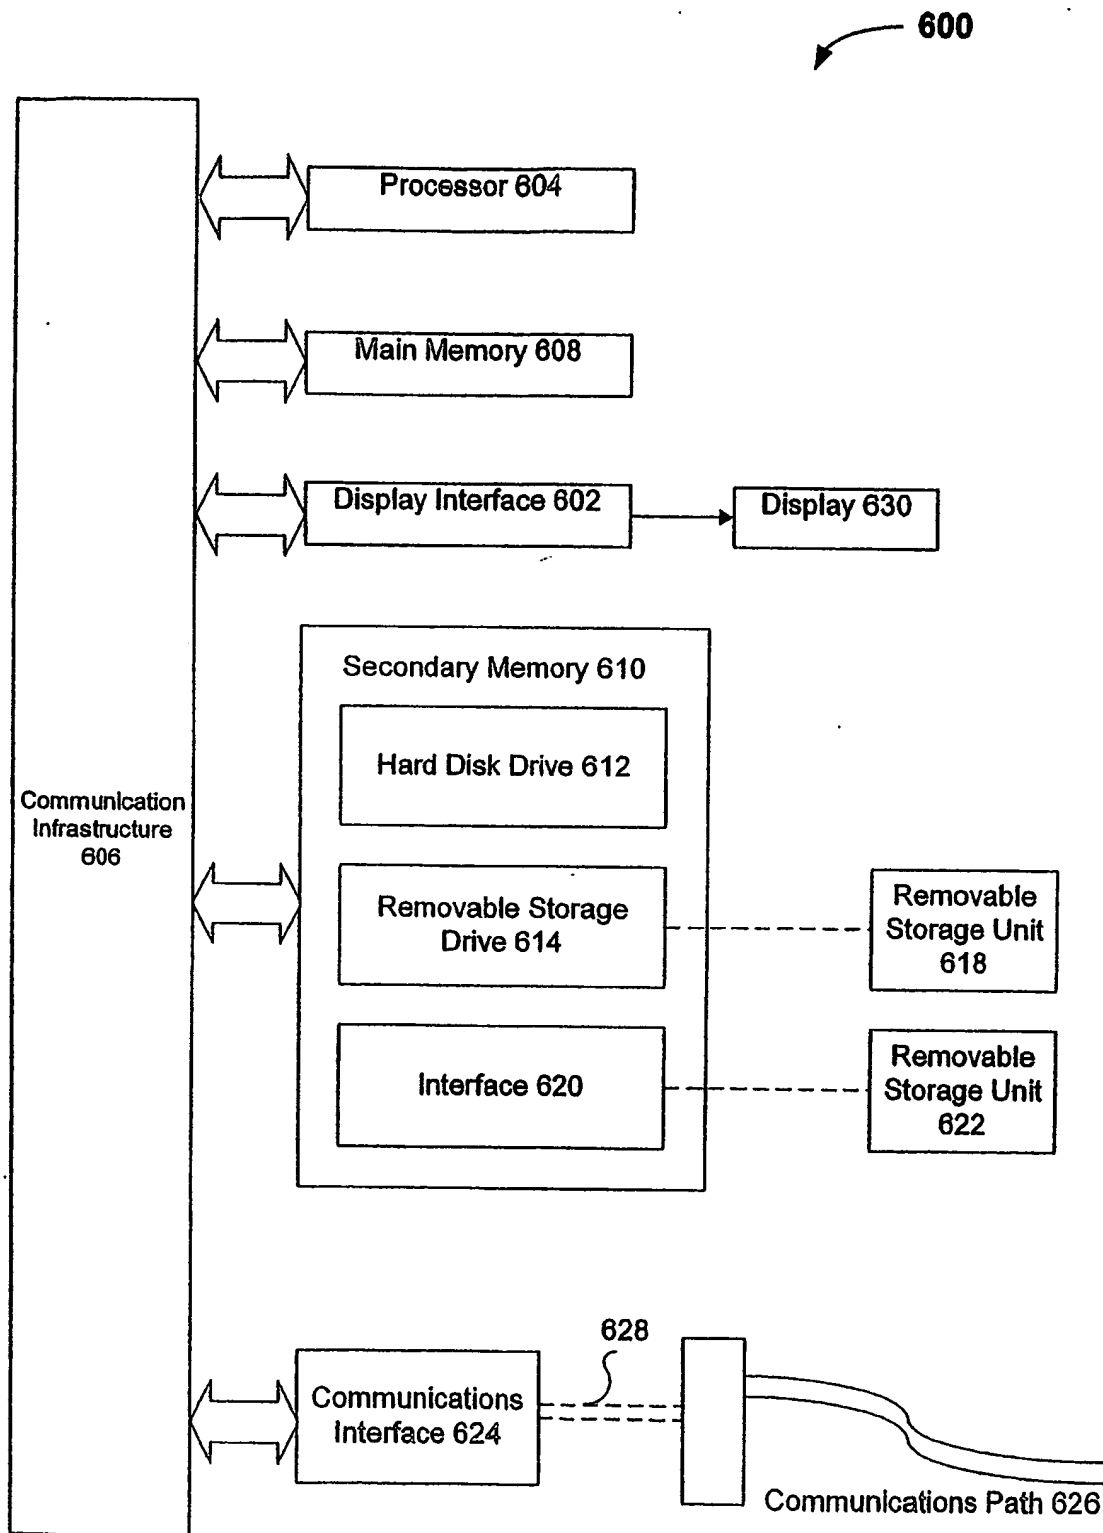 600
Processor 604
Main Memory 608
Display Interface 602
Display 630
Secondary Memory 610
Hard Disk Drive 612
Communication
Infrastructure
606
Removable Storage
Drive 614
Removable
Storage Unit
618
Interface 620
Removable
Storage Unit
622
628
Communications
Interface 624
Communications Path 626